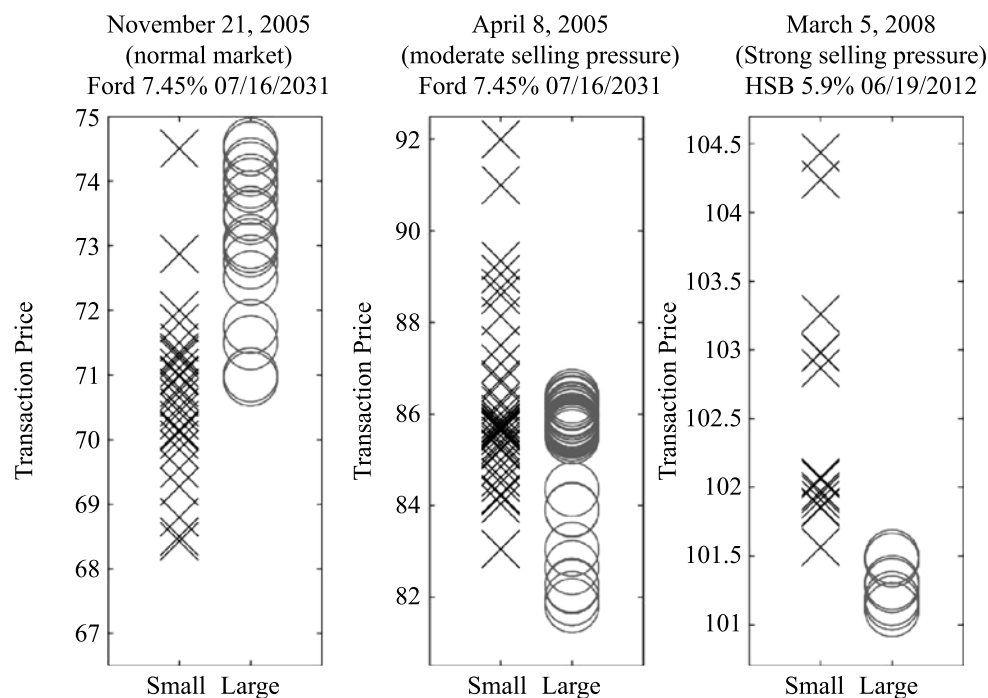 November 21, 2005
(normal market)
Ford 7.45% 07/16/2031
75
74
73
72
71
70
69
68
67
Transaction Price
Small Large
April 8, 2005
(moderate selling pressure)
Ford 7.45% 07/16/2031
92
90
88
86
84
82
Transaction Price
Small Large
March 5, 2008
(Strong selling pressure)
HSB 5.9% 06/19/2012
104.5
104
103.5
103
102.5
102
101.5
101
Transaction Price
Small Large